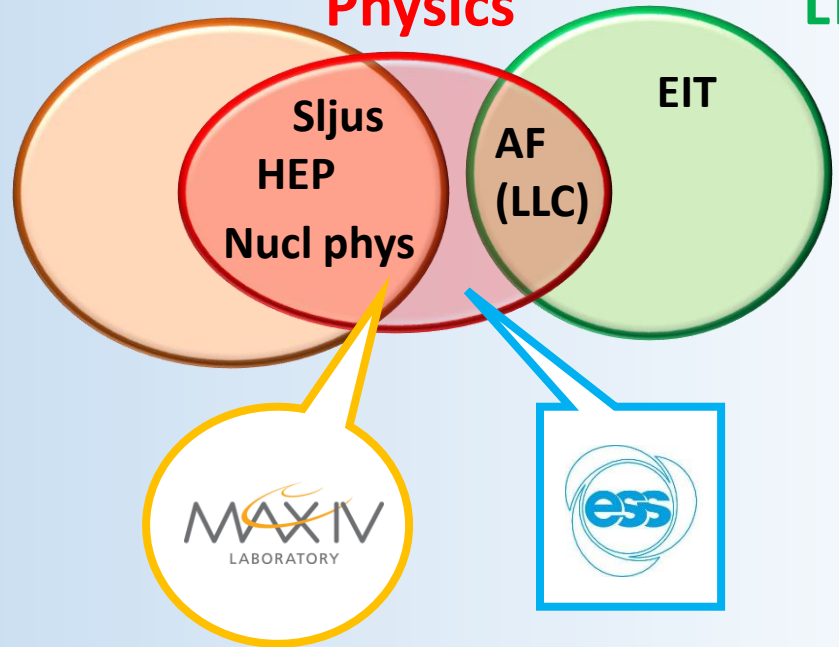 Physics
Sljus
HEP
Nucl phys
AF
(LLC)
EIT
MAX IV
LABORATORY
ess